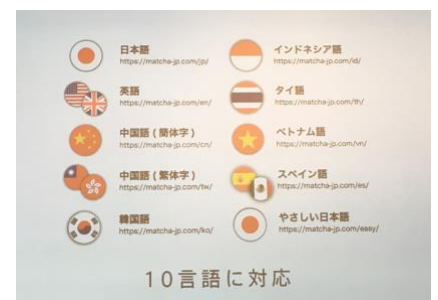 日本語
https://matcha-jp.com/jp/
英語
https://matcha-jp.com/en/
中国語 ( 簡体字 )
https://matcha-jp.com/cn/
中国語 ( 繁体字 )
https://matcha-jp.com/tw/
韓国語
https://matcha-jp.com/ko/
インドネシア語
https://matcha-jp.com/id/
タイ語
https://matcha-jp.com/th/
ベトナム語
https://matcha-jp.com/vn/
スペイン語
https://matcha-jp.com/es/
やさしい日本語
https://matcha-jp.com/easy/
10言語に対応